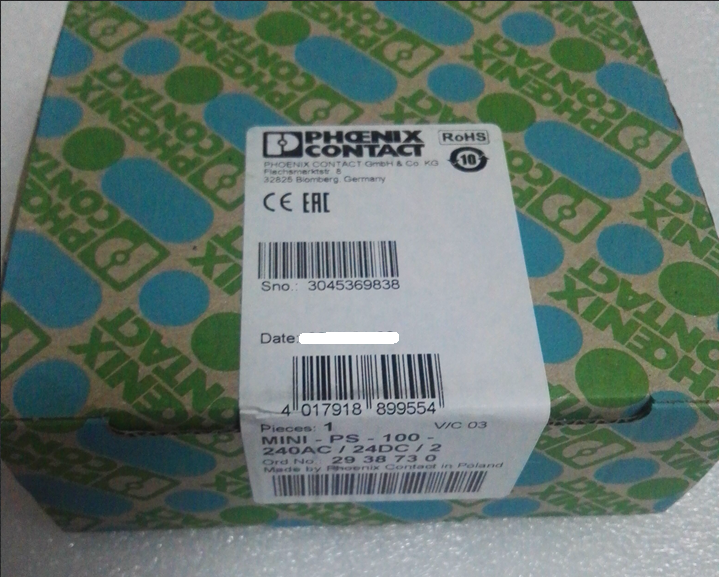 PHŒNIX
CONTACT
RoHS
10
PHOENIX CONTACT GmbH & Co. KG
Flachsmarktstr. 8
32825 Blomberg, Germany
CE EAC
Sno.: 3045369838
Date:
4 017918 899554
Pieces: 1 V/C 03
MINI - PS - 100 -
240AC / 24DC / 2
Ord No.: 29 38 73 0
Made by Phoenix Contact in Poland